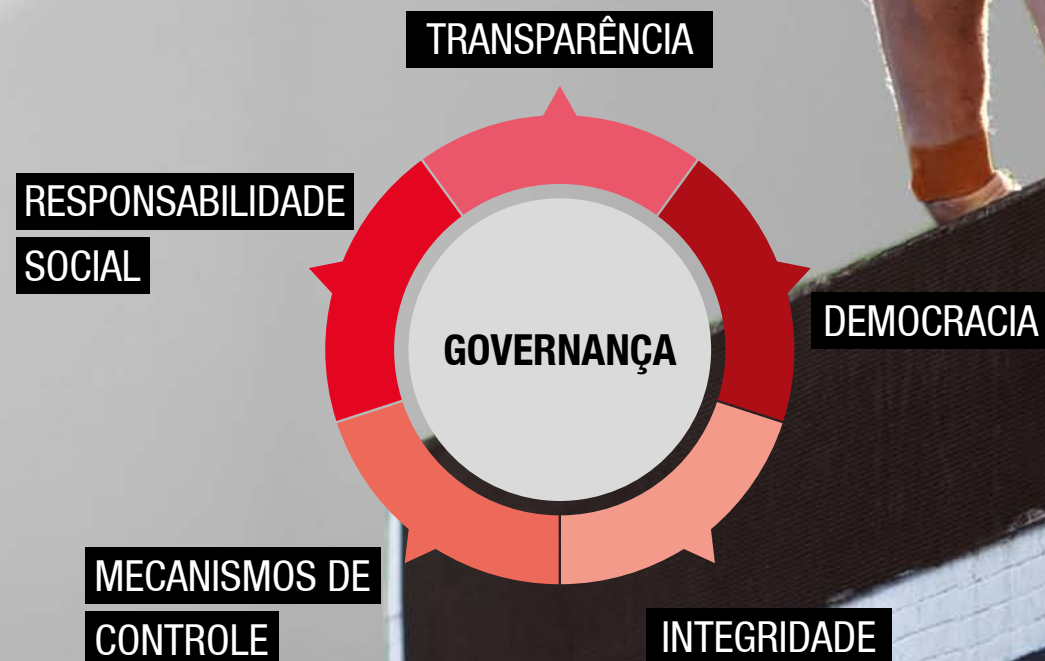 TRANSPARÊNCIA
RESPONSABILIDADE
SOCIAL
GOVERNANÇA
DEMOCRACIA
MECANISMOS DE
CONTROLE
INTEGRIDADE